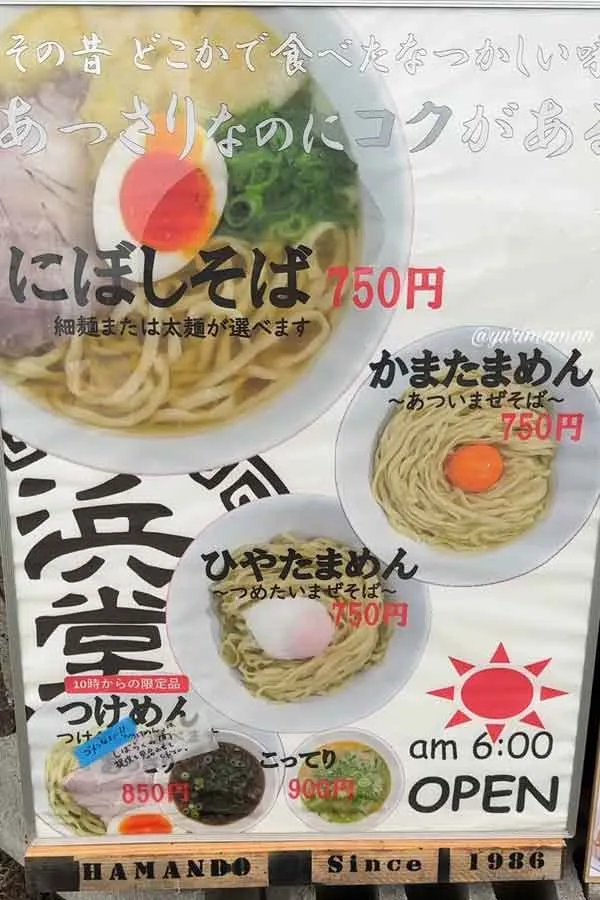 その昔 どこかで食べたなつかしい味
あっさりなのにコクがある
にぼしそば 750円
細麺または太麺が選べます
@yurimaman
かまたまめん
~あついまぜそば~
750円
浜堂
ひやたまめん
~つめたいまぜそば~
750円
10時からの限定品
つけめん
こってり
850円
900円
am 6:00
OPEN
HAMANDO Since 1986